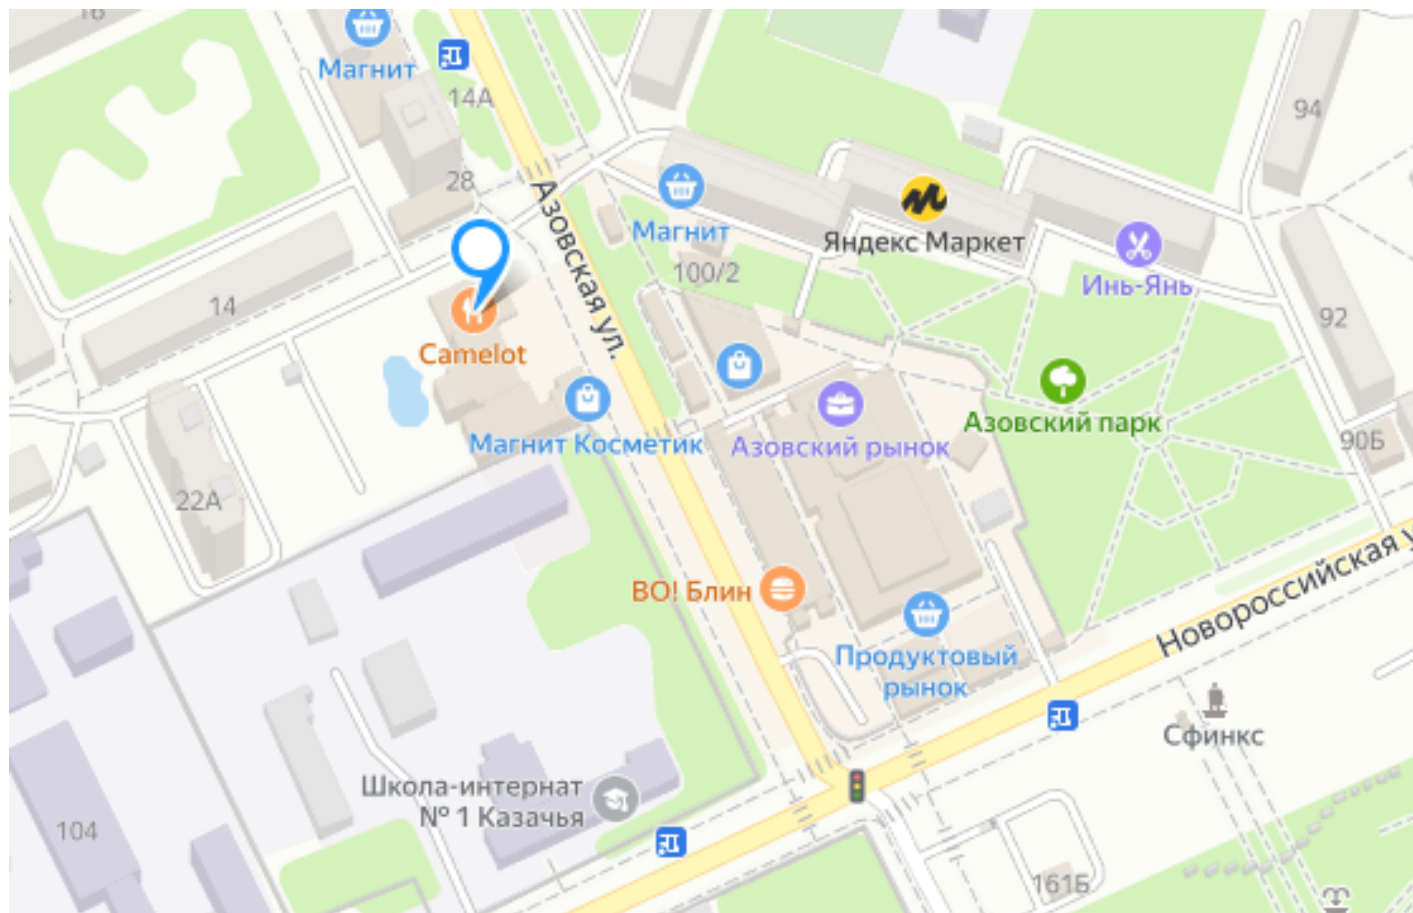 16
Магнит
14А
94
28
Азовская ул.
Магнит
Яндекс Маркет
100/2
Инь-Янь
14
92
Camelot
Азовский парк
Магнит Косметик
Азовский рынок
90Б
22А
Новороссийская у
ВО! Блин
Продуктовый
рынок
Сфинкс
Школа-интернат
№ 1 Казачья
104
161Б